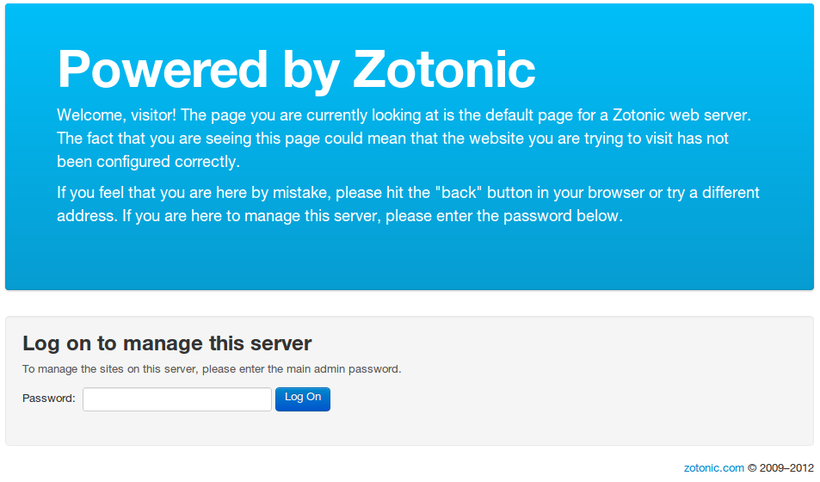 Powered by Zotonic
Welcome, visitor! The page you are currently looking at is the default page for a Zotonic web server.
The fact that you are seeing this page could mean that the website you are trying to visit has not
been configured correctly.
If you feel that you are here by mistake, please hit the "back" button in your browser or try a different
address. If you are here to manage this server, please enter the password below.
Log on to manage this server
To manage the sites on this server, please enter the main admin password.
Password: Log On
zotonic.com © 2009–2012